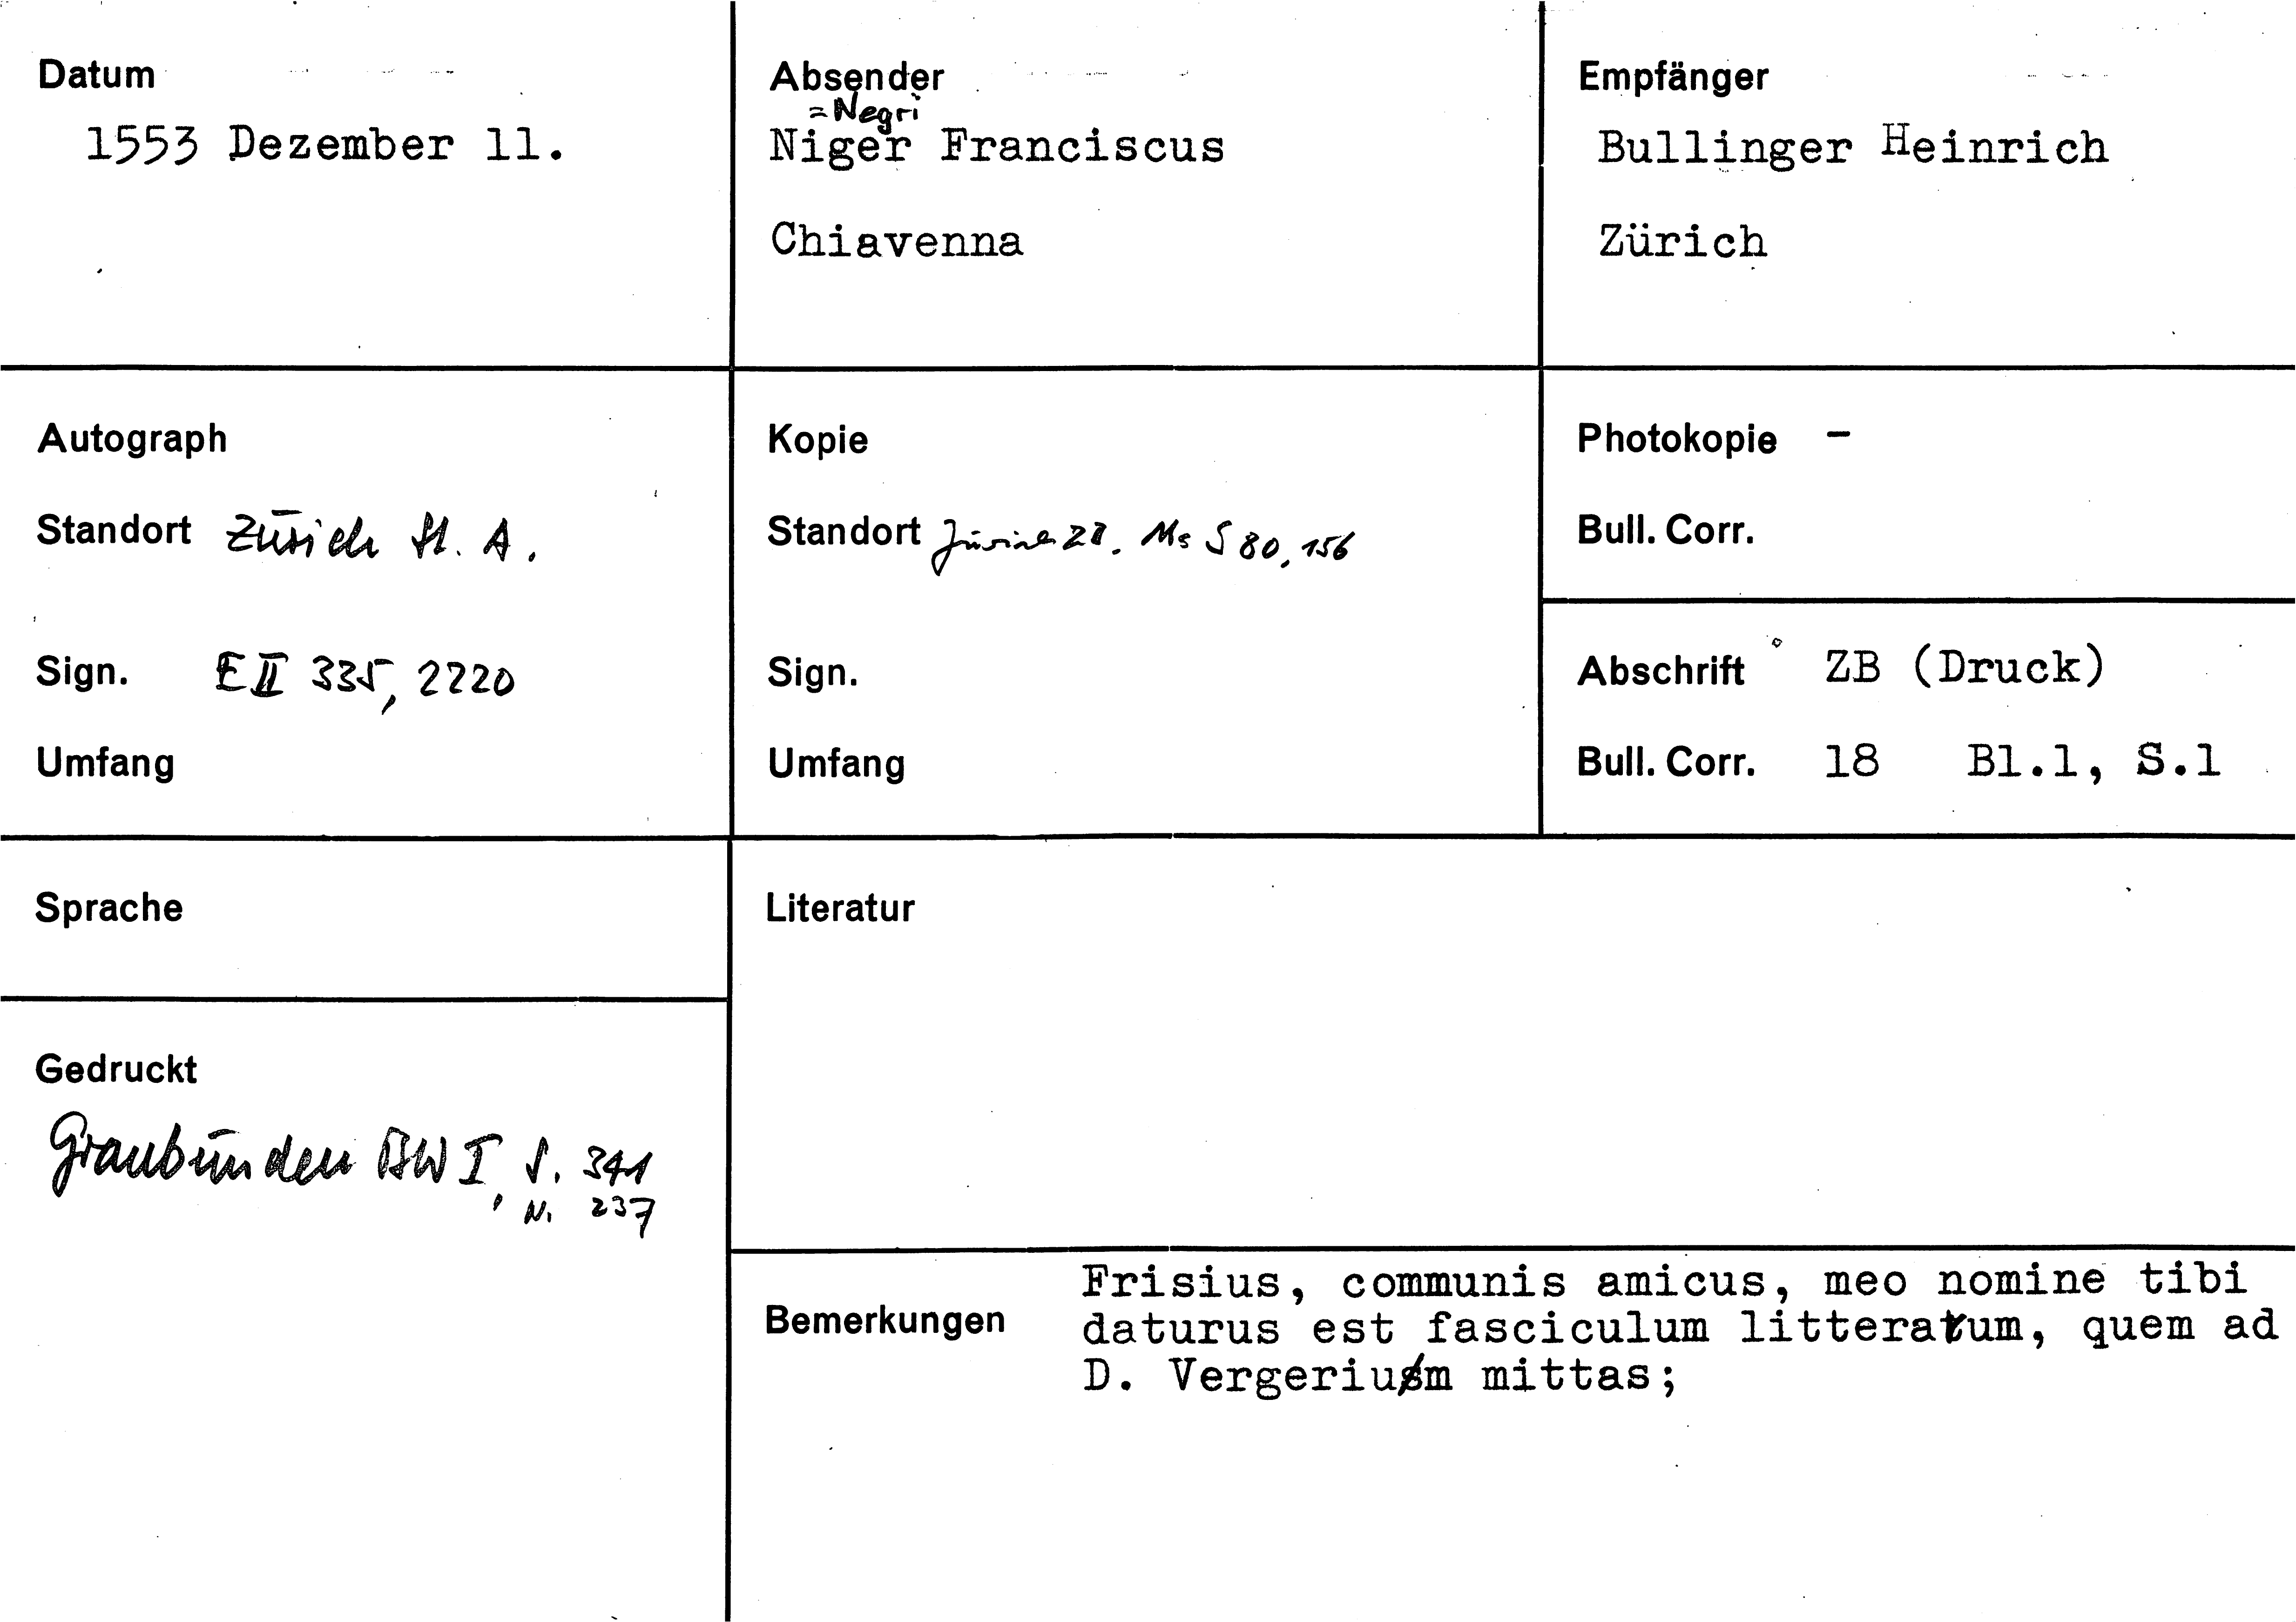 Datum
1553 Dezember 11.
Absender
= Negri
Niger Franciscus
Chiavenna
Empfänger
Bullinger Heinrich
Zürich
Autograph
Standort Zürich St. A.
Sign. E II 335, 2220
Umfang
Kopie
Standort Zürich ZB. Ms S 80, 156
Sign.
Umfang
Photokopie -
Bull. Corr.
Abschrift ZB (Druck)
Bull. Corr. 18 Bl.1, S.1
Sprache
Literatur
Gedruckt
Graubünden BW I, S. 341
N. 237
Bemerkungen
Frisius, communis amicus, meo nomine tibi
daturus est fasciculum litterarum, quem ad
D. Vergerium mittas;